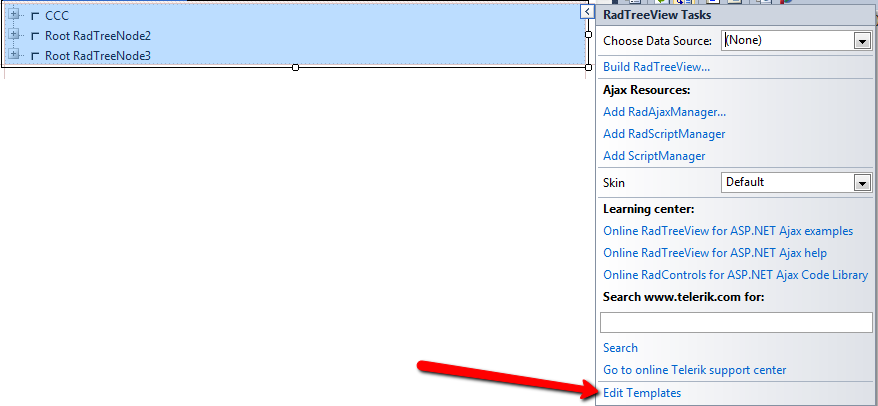 CCC
Root RadTreeNode2
Root RadTreeNode3
RadTreeView Tasks
Choose Data Source: (None)
Build RadTreeView...
Ajax Resources:
Add RadAjaxManager...
Add RadScriptManager
Add ScriptManager
Skin Default
Learning center:
Online RadTreeView for ASP.NET Ajax examples
Online RadTreeView for ASP.NET Ajax help
Online RadControls for ASP.NET Ajax Code Library
Search www.telerik.com for:
Search
Go to online Telerik support center
Edit Templates